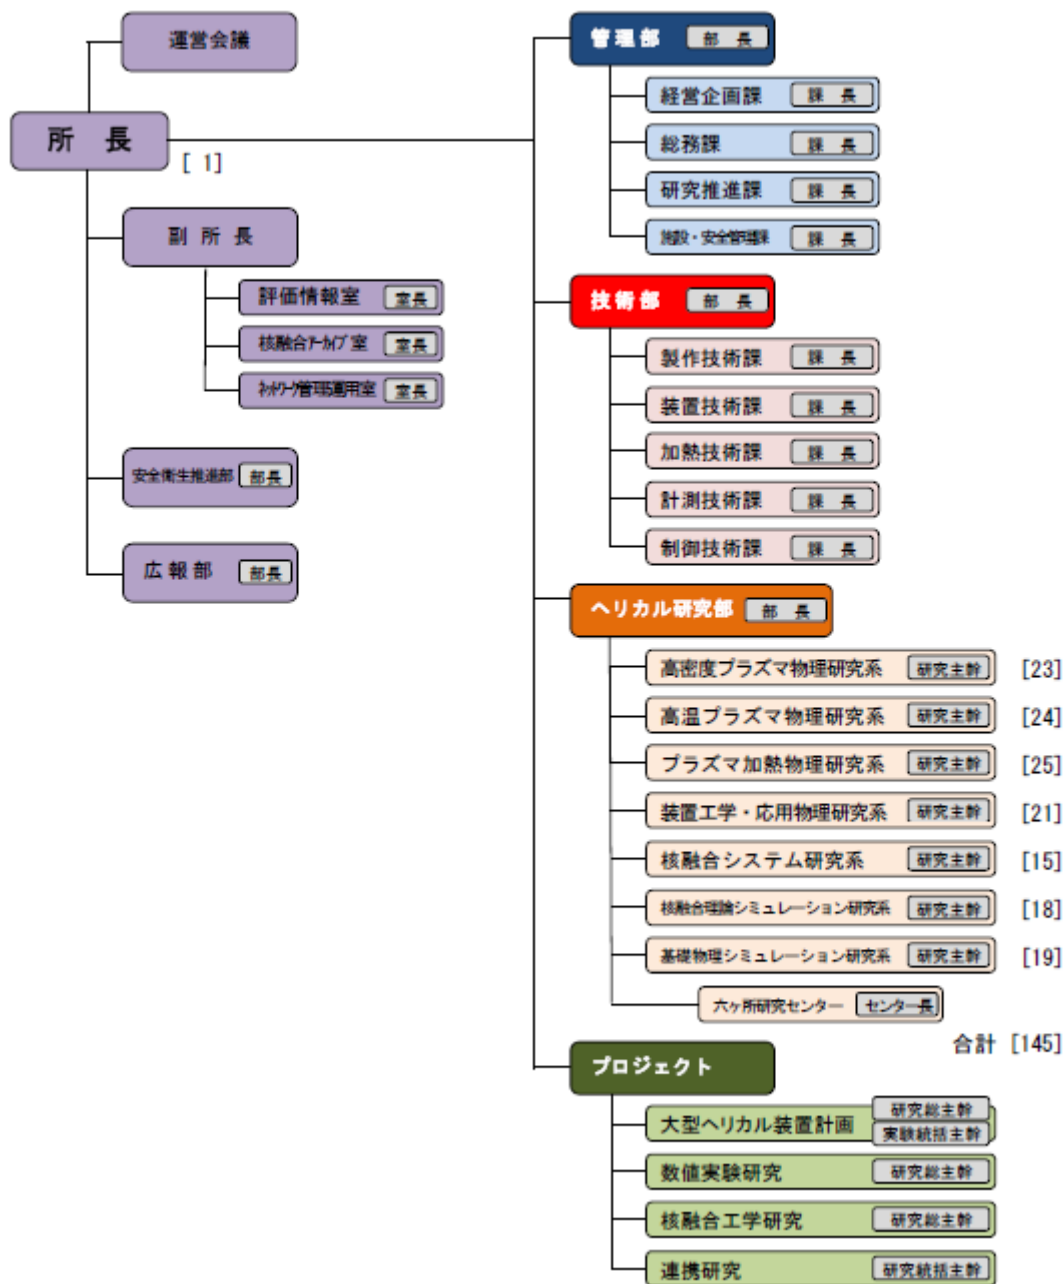 運営会議
所 長
[ 1]
副 所 長
評価情報室 室長
核融合アーカイブ室 室長
ネットワーク管理・運用室 室長
安全衛生推進部 部長
広報部 部長
管理部 部 長
経営企画課 課 長
総務課 課 長
研究推進課 課 長
施設・安全管理課 課 長
技術部 部 長
製作技術課 課 長
装置技術課 課 長
加熱技術課 課 長
計測技術課 課 長
制御技術課 課 長
ヘリカル研究部 部 長
高密度プラズマ物理研究系 研究主幹 [23]
高温プラズマ物理研究系 研究主幹 [24]
プラズマ加熱物理研究系 研究主幹 [25]
装置工学・応用物理研究系 研究主幹 [21]
核融合システム研究系 研究主幹 [15]
核融合理論シミュレーション研究系 研究主幹 [18]
基礎物理シミュレーション研究系 研究主幹 [19]
六ヶ所研究センター センター長
合計 [145]
プロジェクト
大型ヘリカル装置計画 研究総主幹
実験統括主幹
数値実験研究 研究総主幹
核融合工学研究 研究総主幹
連携研究 研究統括主幹